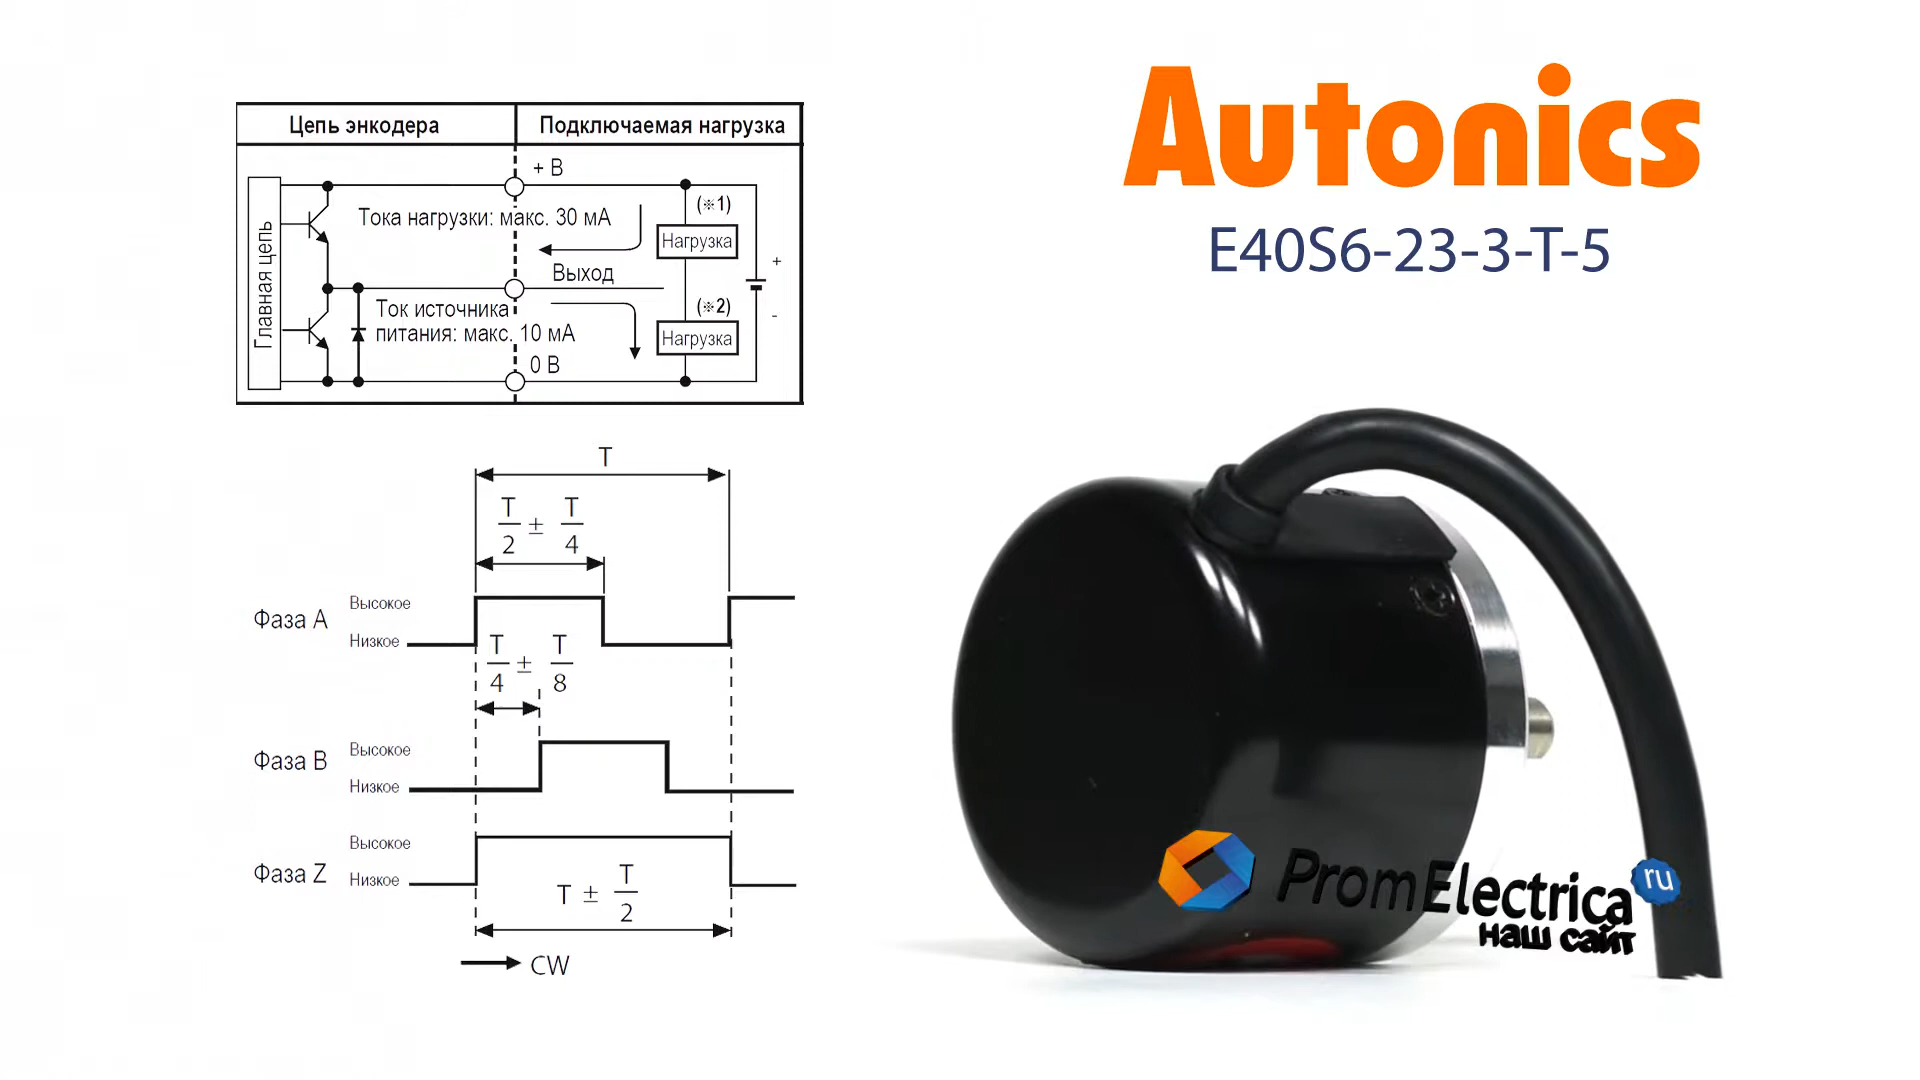 Autonics
E40S6-23-3-T-5
Цепь энкодера
Подключаемая нагрузка
+ В
Главная цепь
Тока нагрузки: макс. 30 мА
(※1)
Нагрузка
Выход
+
-
Ток источника
питания: макс. 10 мА
(※2)
Нагрузка
0 В
T
T/2 ± T/4
Фаза A
Высокое
Низкое
T/4 ± T/8
Фаза B
Высокое
Низкое
Фаза Z
Высокое
Низкое
T ± T/2
CW
PromElectrica ru
наш сайт